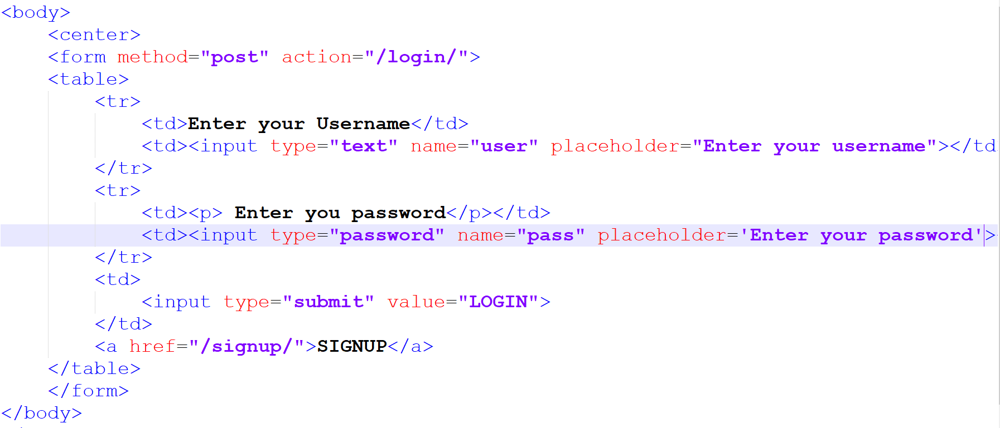 <body>
<center>
<form method="post" action="/login/">
<table>
<tr>
<td>Enter your Username</td>
<td><input type="text" name="user" placeholder="Enter your username"></td
</tr>
<tr>
<td><p> Enter you password</p></td>
<td><input type="password" name="pass" placeholder='Enter your password'>
</tr>
<td>
<input type="submit" value="LOGIN">
</td>
<a href="/signup/">SIGNUP</a>
</table>
</form>
</body>